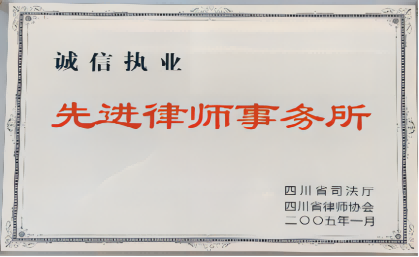 诚信执业
先进律师事务所
四川省司法厅
四川省律师协会
二〇〇五年一月